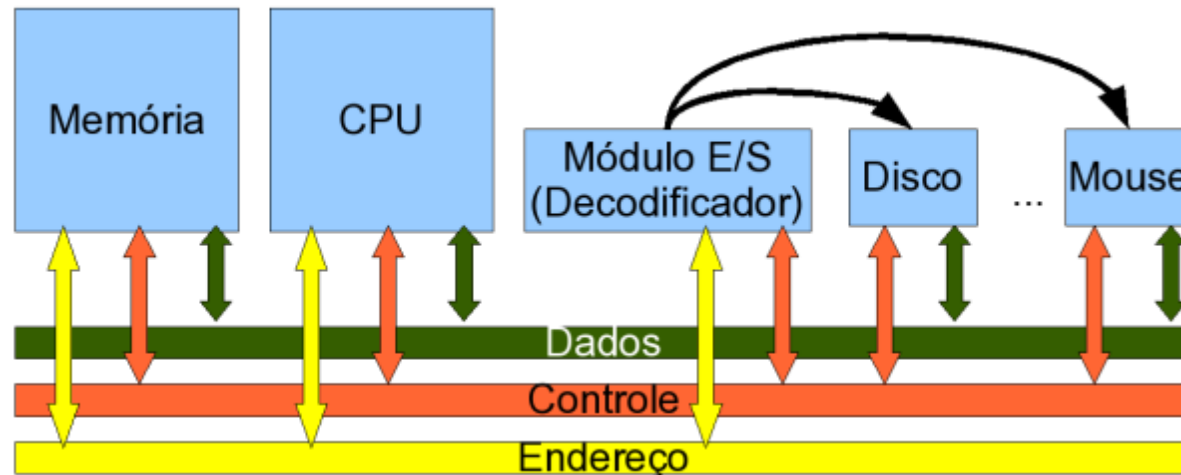 Memória
CPU
Módulo E/S
(Decodificador)
Disco
...
Mouse
Dados
Controle
Endereço